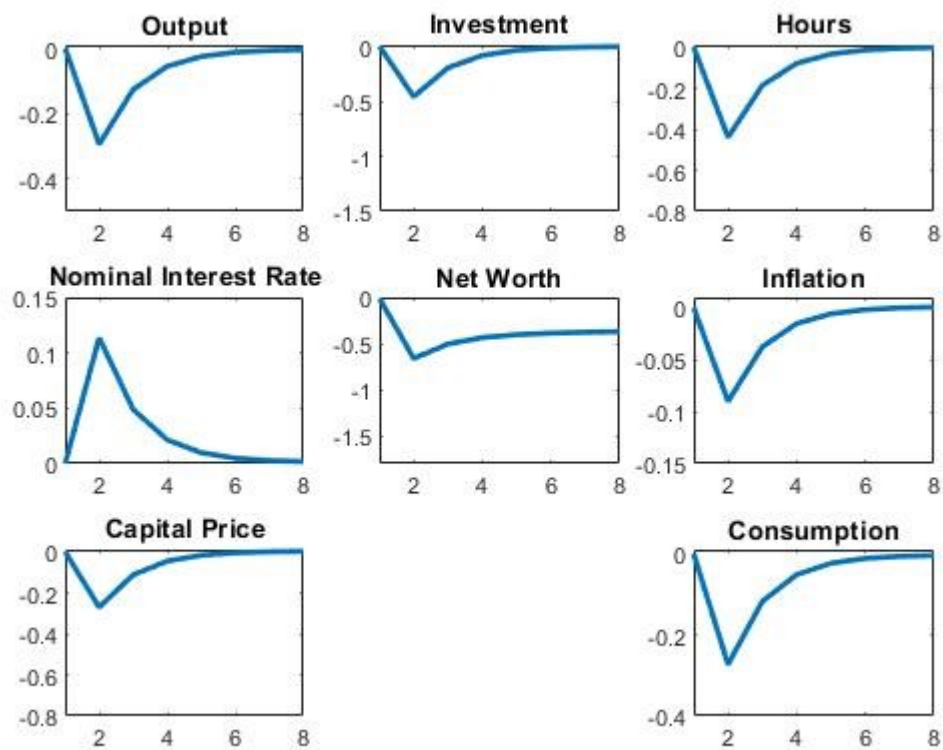 Output
Investment
Hours
0
-0.2
-0.4
2 4 6 8
0
-0.5
-1
-1.5
2 4 6 8
0
-0.2
-0.4
-0.6
-0.8
2 4 6 8
Nominal Interest Rate
Net Worth
Inflation
0.15
0.1
0.05
0
2 4 6 8
0
-0.5
-1
-1.5
2 4 6 8
0
-0.05
-0.1
-0.15
2 4 6 8
Capital Price
Consumption
0
-0.2
-0.4
-0.6
-0.8
2 4 6 8
0
-0.2
-0.4
2 4 6 8